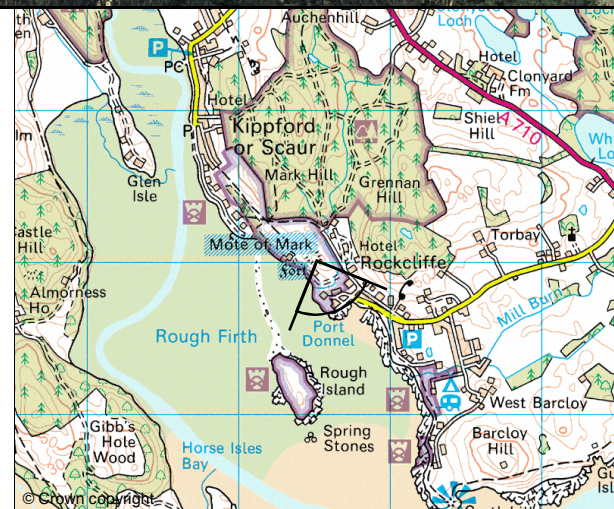 Auchenhill
Loch
PC
Hotel
Clonyard
Fm
Hotel
Shiel
Hill
A710
Kippford
or Scaur
P
Mark Hill
Grennan
Hill
Glen
Isle
Castle
Hill
Mote of Mark
Fort
Hotel
Rockcliffe
Torbay
Almorness
Ho
Mill Burn
Rough Firth
Port
Donnel
P
Rough
Island
West Barcloy
Spring
Stones
Barcloy
Hill
Gibb's
Hole
Wood
Horse Isles
Bay
© Crown copyright